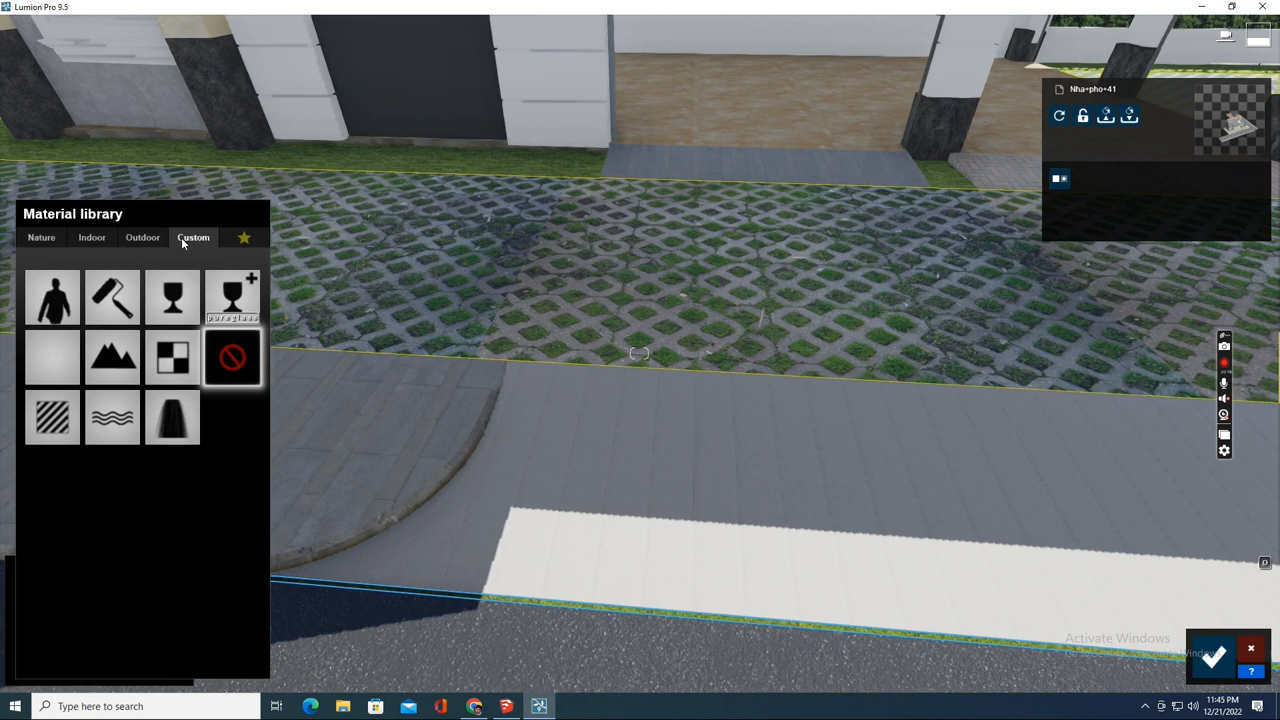 Lumion Pro 9.5
Nha+pho+41
Material library
Nature
Indoor
Outdoor
Custom
pureglass
Activate Windows
Type here to search
11:45 PM
12/21/2022